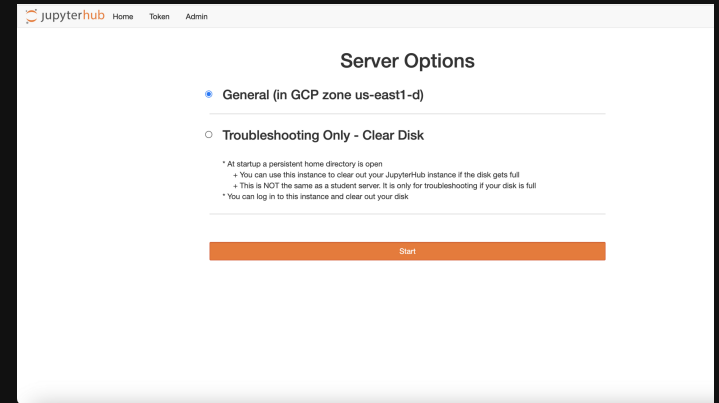 jupyterhub Home Token Admin
Server Options
General (in GCP zone us-east1-d)
Troubleshooting Only - Clear Disk
* At startup a persistent home directory is open
+ You can use this instance to clear out your JupyterHub instance if the disk gets full
+ This is NOT the same as a student server. It is only for troubleshooting if your disk is full
* You can log in to this instance and clear out your disk
Start